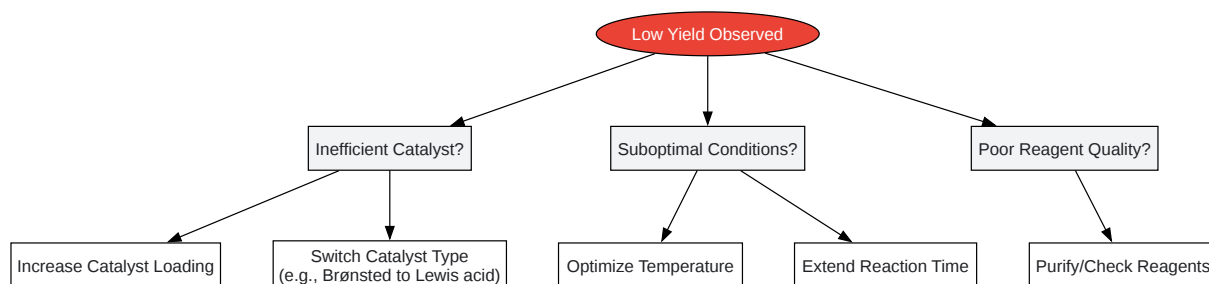 Low Yield Observed
Inefficient Catalyst?
Suboptimal Conditions?
Poor Reagent Quality?
Increase Catalyst Loading
Switch Catalyst Type
(e.g., Brønsted to Lewis acid)
Optimize Temperature
Extend Reaction Time
Purify/Check Reagents